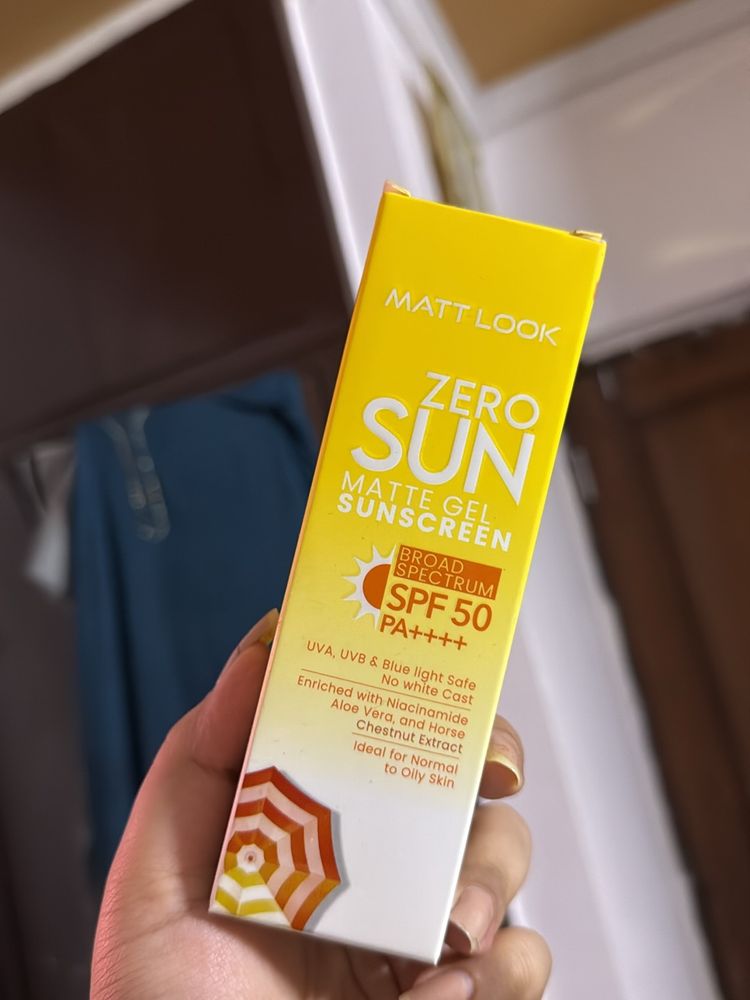 MATT LOOK
ZERO
SUN
MATTE GEL
SUNSCREEN
BROAD
SPECTRUM
SPF 50
PA++++
UVA, UVB & Blue light Safe
No white Cast
Enriched with Niacinamide
Aloe Vera, and Horse
Chestnut Extract
Ideal for Normal
to Oily Skin